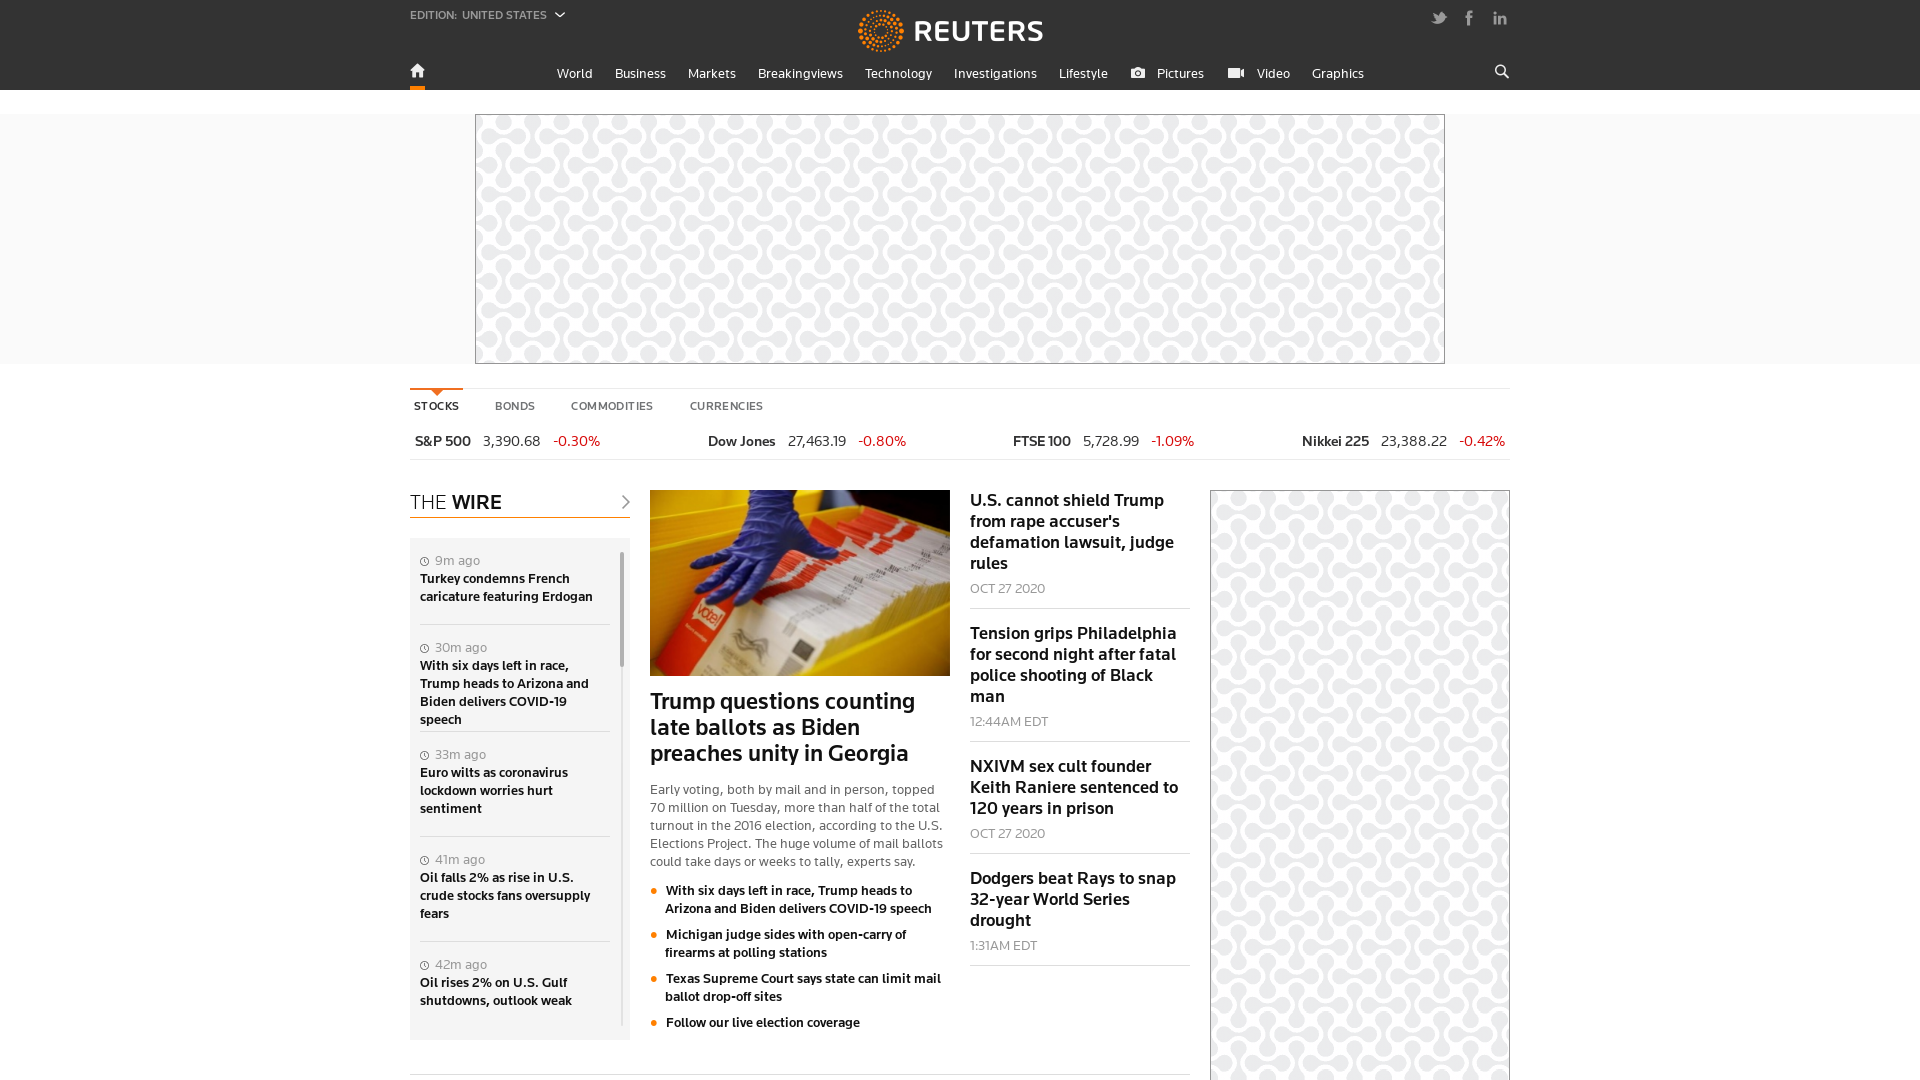 EDITION: UNITED STATES
REUTERS
World Business Markets Breakingviews Technology Investigations Lifestyle Pictures Video Graphics
STOCKS BONDS COMMODITIES CURRENCIES
S&P 500 3,390.68 -0.30% Dow Jones 27,463.19 -0.80% FTSE 100 5,728.99 -1.09% Nikkei 225 23,388.22 -0.42%
THE WIRE
9m ago
Turkey condemns French
caricature featuring Erdogan
30m ago
With six days left in race,
Trump heads to Arizona and
Biden delivers COVID-19
speech
33m ago
Euro wilts as coronavirus
lockdown worries hurt
sentiment
41m ago
Oil falls 2% as rise in U.S.
crude stocks fans oversupply
fears
42m ago
Oil rises 2% on U.S. Gulf
shutdowns, outlook weak
vote!
Trump questions counting
late ballots as Biden
preaches unity in Georgia
Early voting, both by mail and in person, topped
70 million on Tuesday, more than half of the total
turnout in the 2016 election, according to the U.S.
Elections Project. The huge volume of mail ballots
could take days or weeks to tally, experts say.
With six days left in race, Trump heads to
Arizona and Biden delivers COVID-19 speech
Michigan judge sides with open-carry of
firearms at polling stations
Texas Supreme Court says state can limit mail
ballot drop-off sites
Follow our live election coverage
U.S. cannot shield Trump
from rape accuser's
defamation lawsuit, judge
rules
OCT 27 2020
Tension grips Philadelphia
for second night after fatal
police shooting of Black
man
12:44AM EDT
NXIVM sex cult founder
Keith Raniere sentenced to
120 years in prison
OCT 27 2020
Dodgers beat Rays to snap
32-year World Series
drought
1:31AM EDT